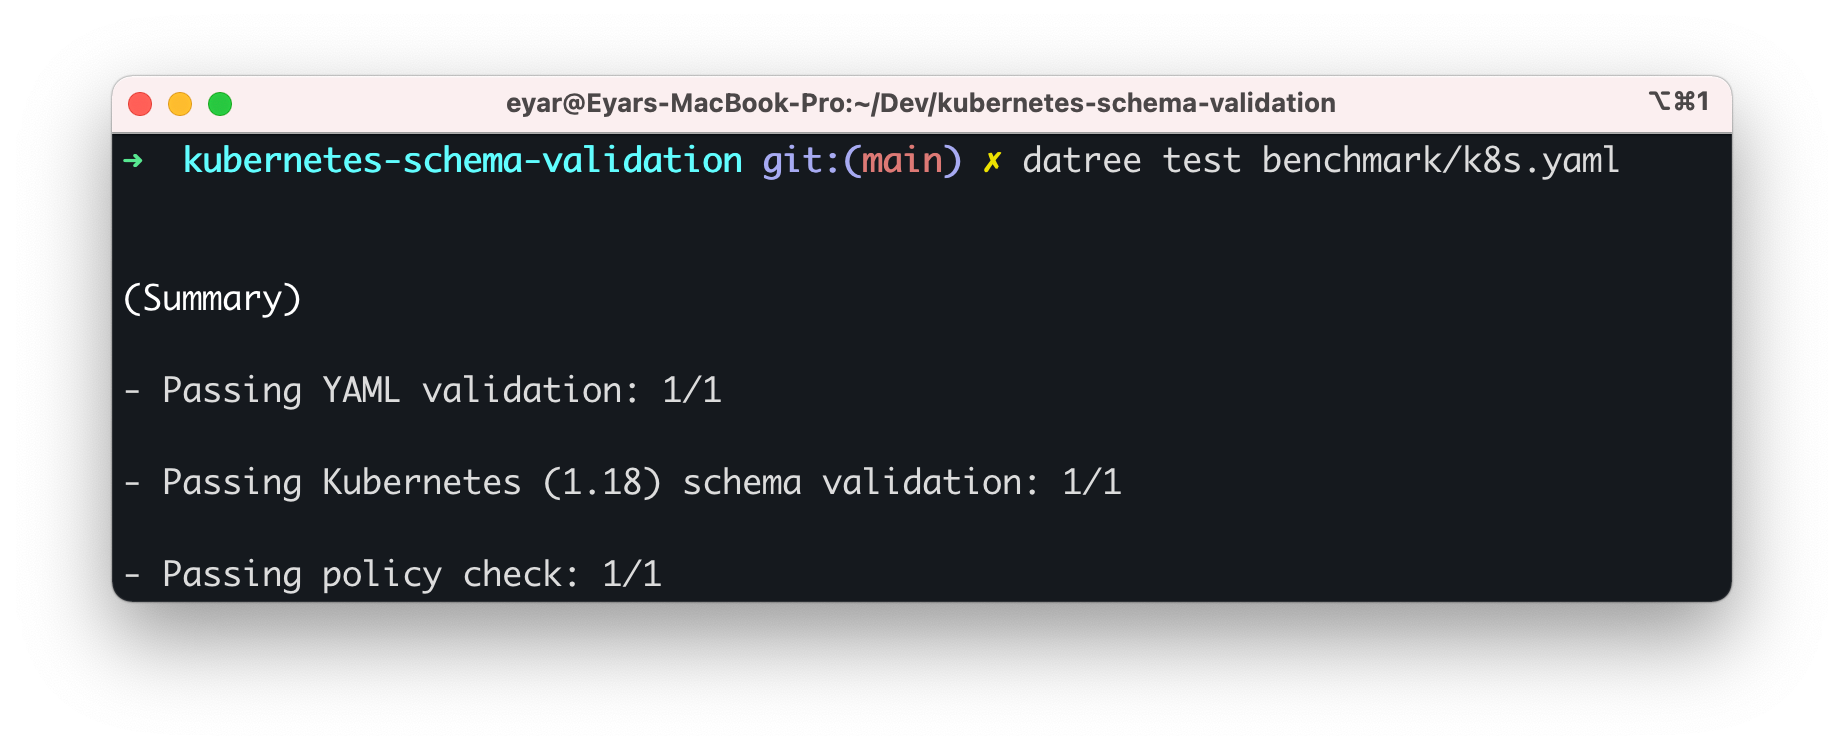 eyar@Eyars-MacBook-Pro:~/Dev/kubernetes-schema-validation ⌥⌘1
➜ kubernetes-schema-validation git:(main) ✗ datree test benchmark/k8s.yaml
(Summary)
- Passing YAML validation: 1/1
- Passing Kubernetes (1.18) schema validation: 1/1
- Passing policy check: 1/1